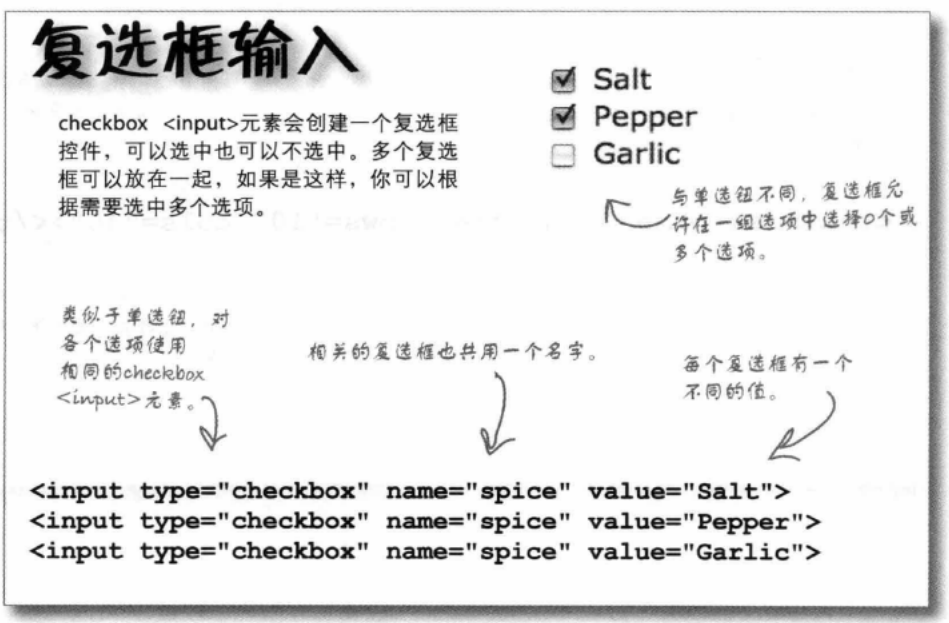 复选框输入
checkbox <input>元素会创建一个复选框
控件，可以选中也可以不选中。多个复选
框可以放在一起，如果是这样，你可以根
据需要选中多个选项。
Salt
Pepper
Garlic
与单选钮不同，复选框允
许在一组选项中选择0个或
多个选项。
类似于单选钮，对
各个选项使用
相同的checkbox
<input>元素。
相关的复选框也共用一个名字。
每个复选框有一个
不同的值。
<input type="checkbox" name="spice" value="Salt">
<input type="checkbox" name="spice" value="Pepper">
<input type="checkbox" name="spice" value="Garlic">